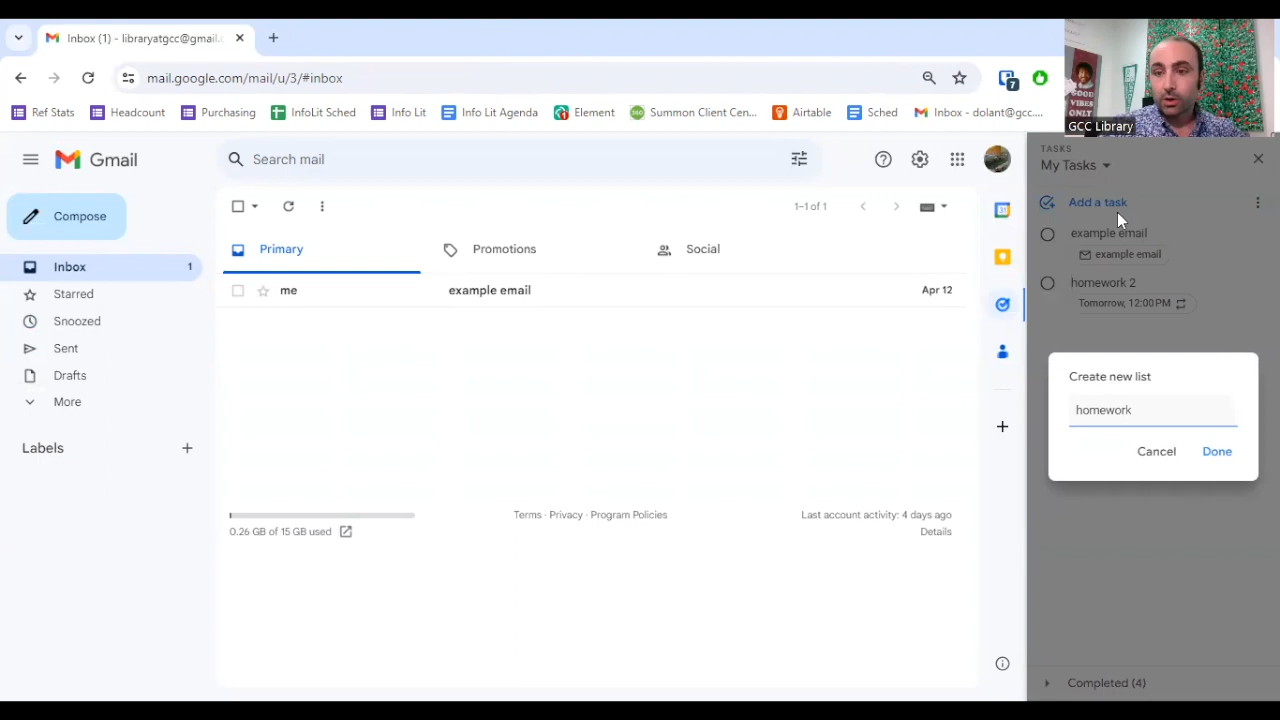 Inbox (1) - libraryatgcc@gmail.
mail.google.com/mail/u/3/#inbox
7
Ref Stats
Headcount
Purchasing
InfoLit Sched
Info Lit
Info Lit Agenda
Element
360
Summon Client Cen...
Airtable
Sched
Inbox - dolant@gcc....
GOOD
VIBES
ONLY
GCC Library
Gmail
Search mail
TASKS
My Tasks
Compose
1–1 of 1
Add a task
Primary
Promotions
Social
example email
example email
Inbox
1
me
example email
Apr 12
homework 2
Tomorrow, 12:00 PM
Starred
Snoozed
Sent
Drafts
More
Create new list
homework
Cancel
Done
Labels
0.26 GB of 15 GB used
Terms · Privacy · Program Policies
Last account activity: 4 days ago
Details
Completed (4)